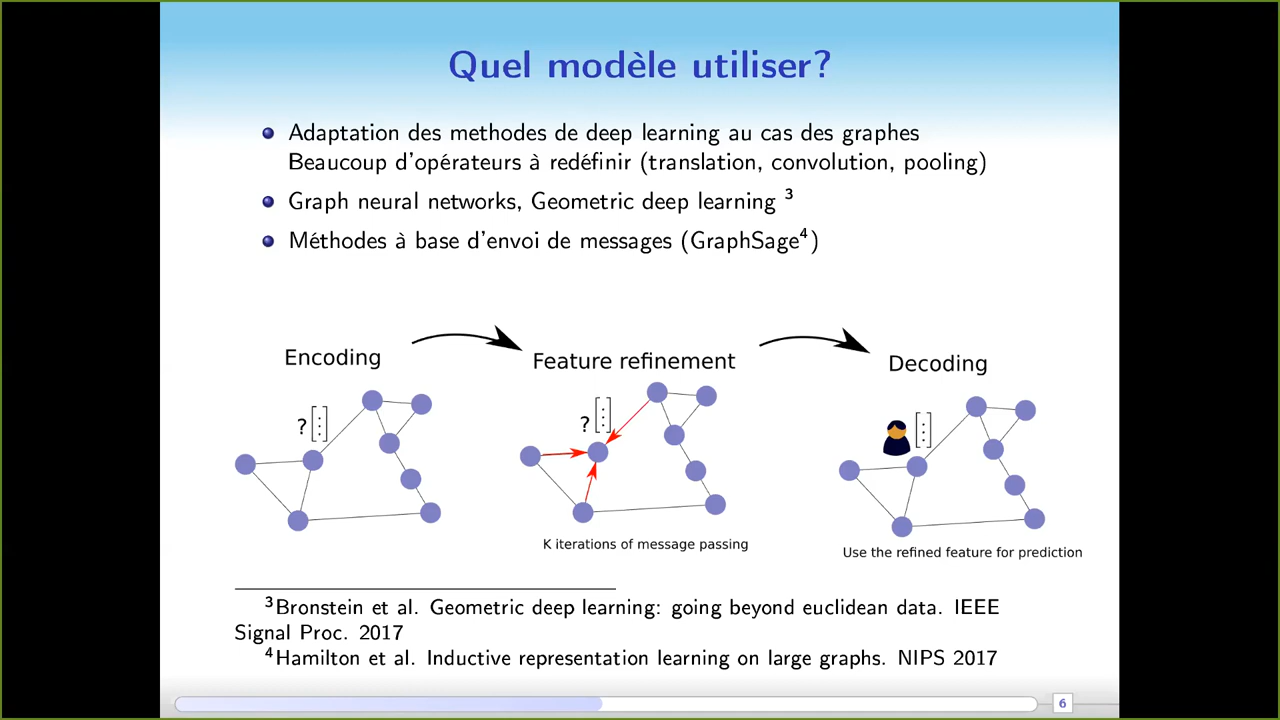 Quel modèle utiliser?
Adaptation des methodes de deep learning au cas des graphes
Beaucoup d'opérateurs à redéfinir (translation, convolution, pooling)
Graph neural networks, Geometric deep learning ³
Méthodes à base d'envoi de messages (GraphSage⁴)
Encoding
Feature refinement
Decoding
?
?
K iterations of message passing
Use the refined feature for prediction
³Bronstein et al. Geometric deep learning: going beyond euclidean data. IEEE
Signal Proc. 2017
⁴Hamilton et al. Inductive representation learning on large graphs. NIPS 2017
6